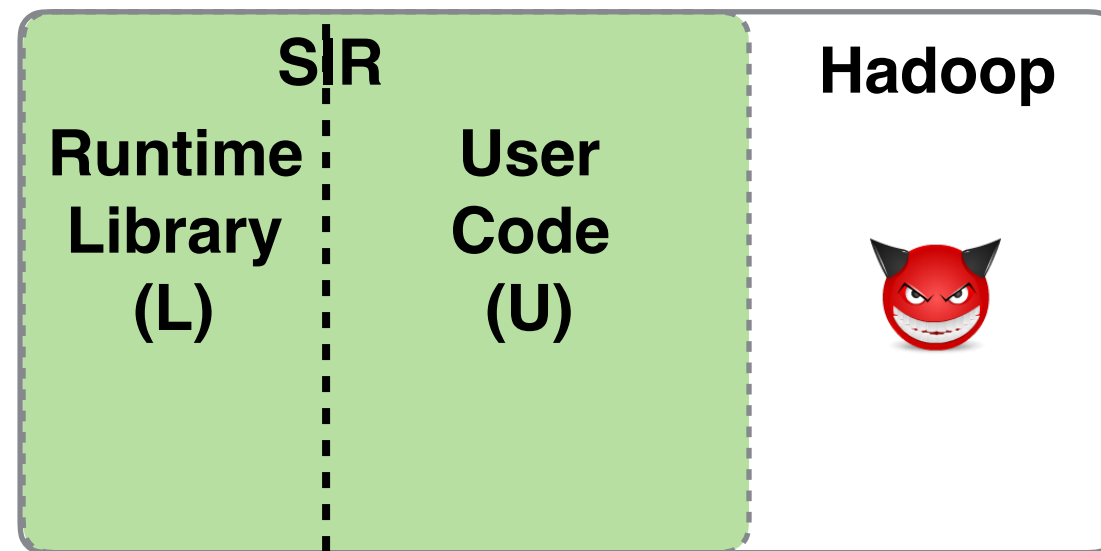 SIR
Runtime
Library
(L)
User
Code
(U)
Hadoop